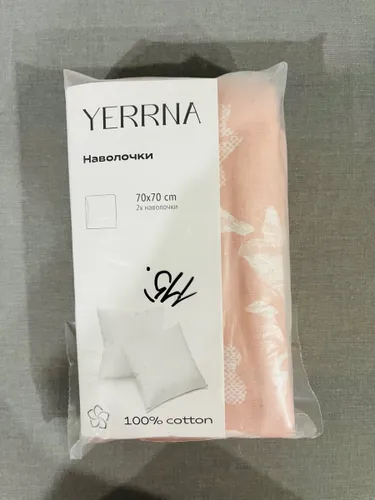 YERRNA
Наволочки
70x70 cm
2x наволочки
100% cotton